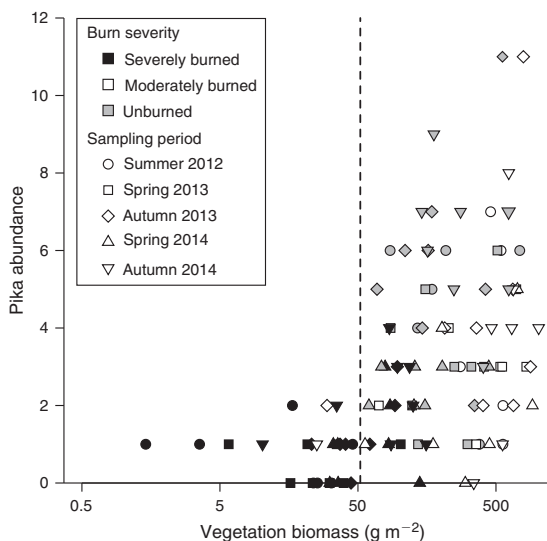 12
10
8
6
4
2
0
Pika abundance
Burn severity
Severely burned
Moderately burned
Unburned
Sampling period
Summer 2012
Spring 2013
Autumn 2013
Spring 2014
Autumn 2014
0.5 5 50 500
Vegetation biomass (g m−2)